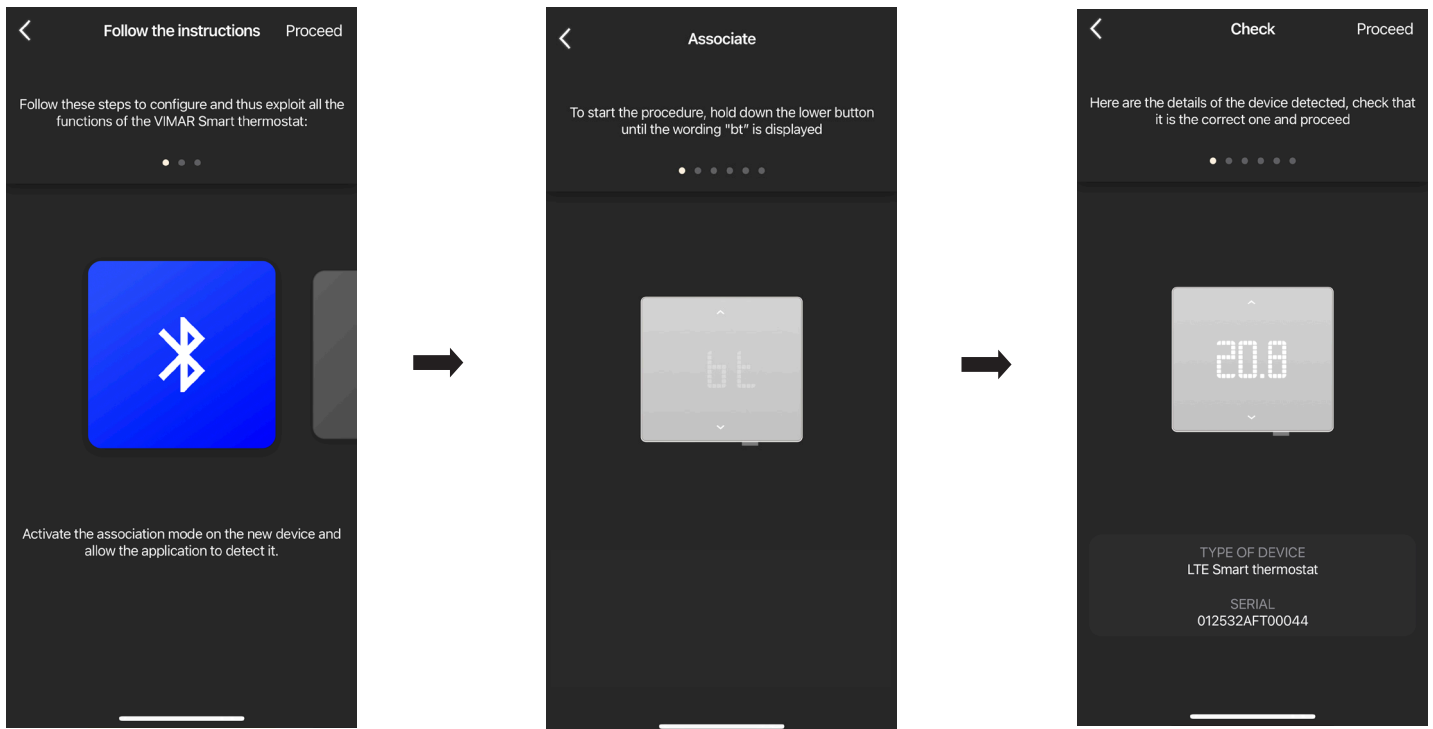 Follow the instructions
Proceed
Follow these steps to configure and thus exploit all the
functions of the VIMAR Smart thermostat:
Activate the association mode on the new device and
allow the application to detect it.
Associate
To start the procedure, hold down the lower button
until the wording "bt" is displayed
bt
Check
Proceed
Here are the details of the device detected, check that
it is the correct one and proceed
20.8
TYPE OF DEVICE
LTE Smart thermostat
SERIAL
012532AFT00044